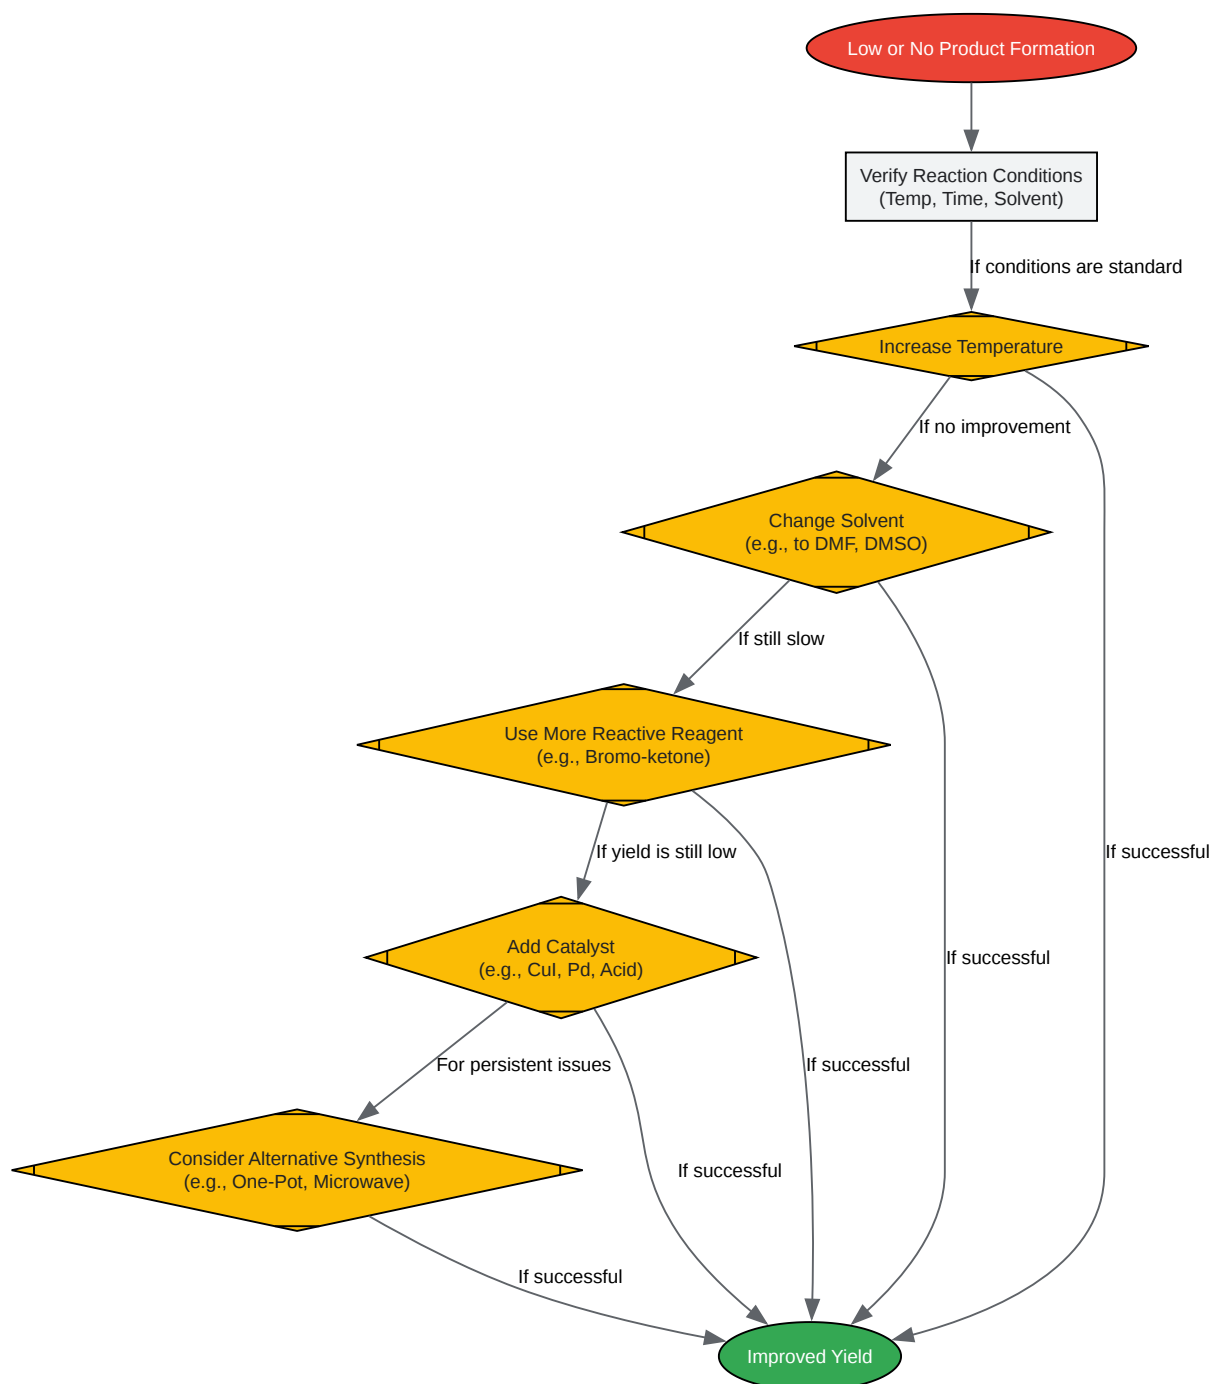 Low or No Product Formation
Verify Reaction Conditions
(Temp, Time, Solvent)
If conditions are standard
Increase Temperature
If no improvement
Change Solvent
(e.g., to DMF, DMSO)
If still slow
Use More Reactive Reagent
(e.g., Bromo-ketone)
If yield is still low
If successful
Add Catalyst
(e.g., CuI, Pd, Acid)
If successful
For persistent issues
If successful
Consider Alternative Synthesis
(e.g., One-Pot, Microwave)
If successful
If successful
Improved Yield